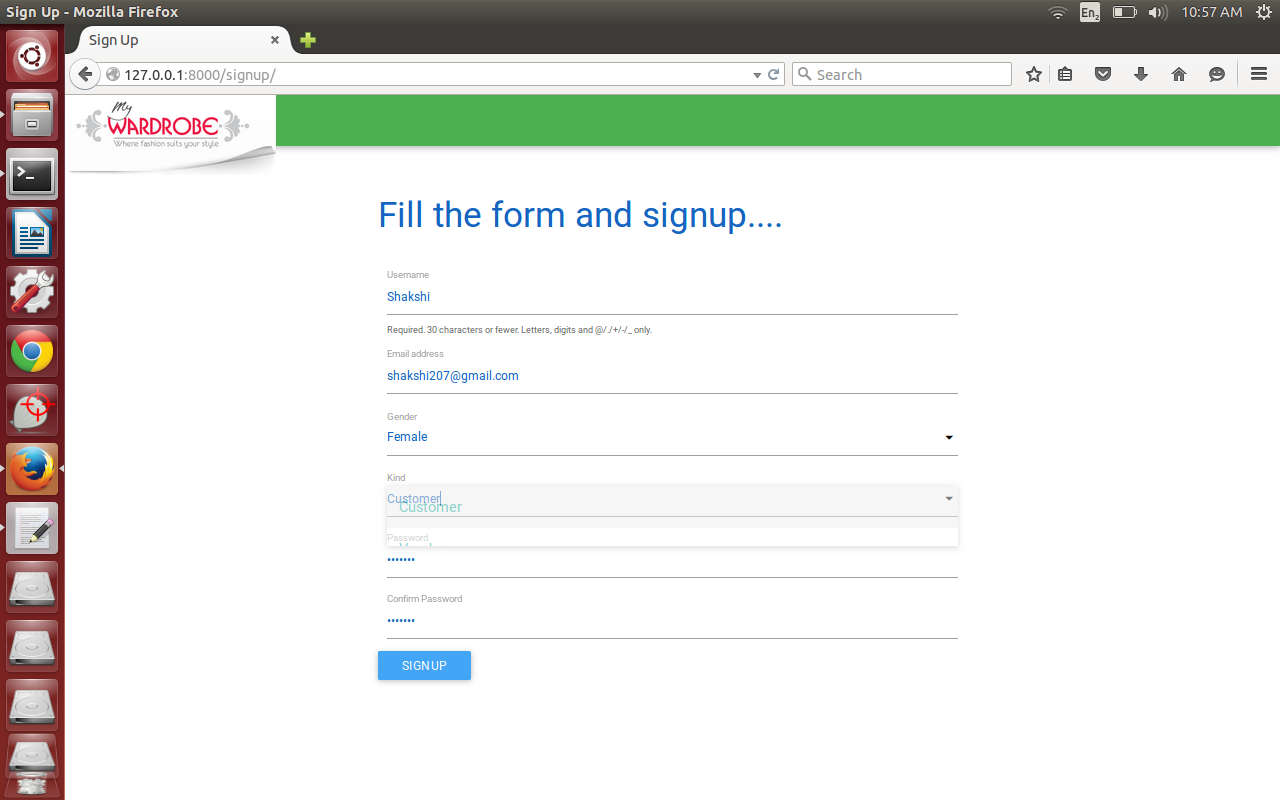 Sign Up - Mozilla Firefox
En2
10:57 AM
Sign Up
127.0.0.1:8000/signup/
Search
My
WARDROBE
Where fashion suits your style
Fill the form and signup....
Username
Shakshi
Required. 30 characters or fewer. Letters, digits and @/./+/-/_ only.
Email address
shakshi207@gmail.com
Gender
Female
Kind
Customer
Customer
Password
•••••••
Confirm Password
•••••••
SIGNUP